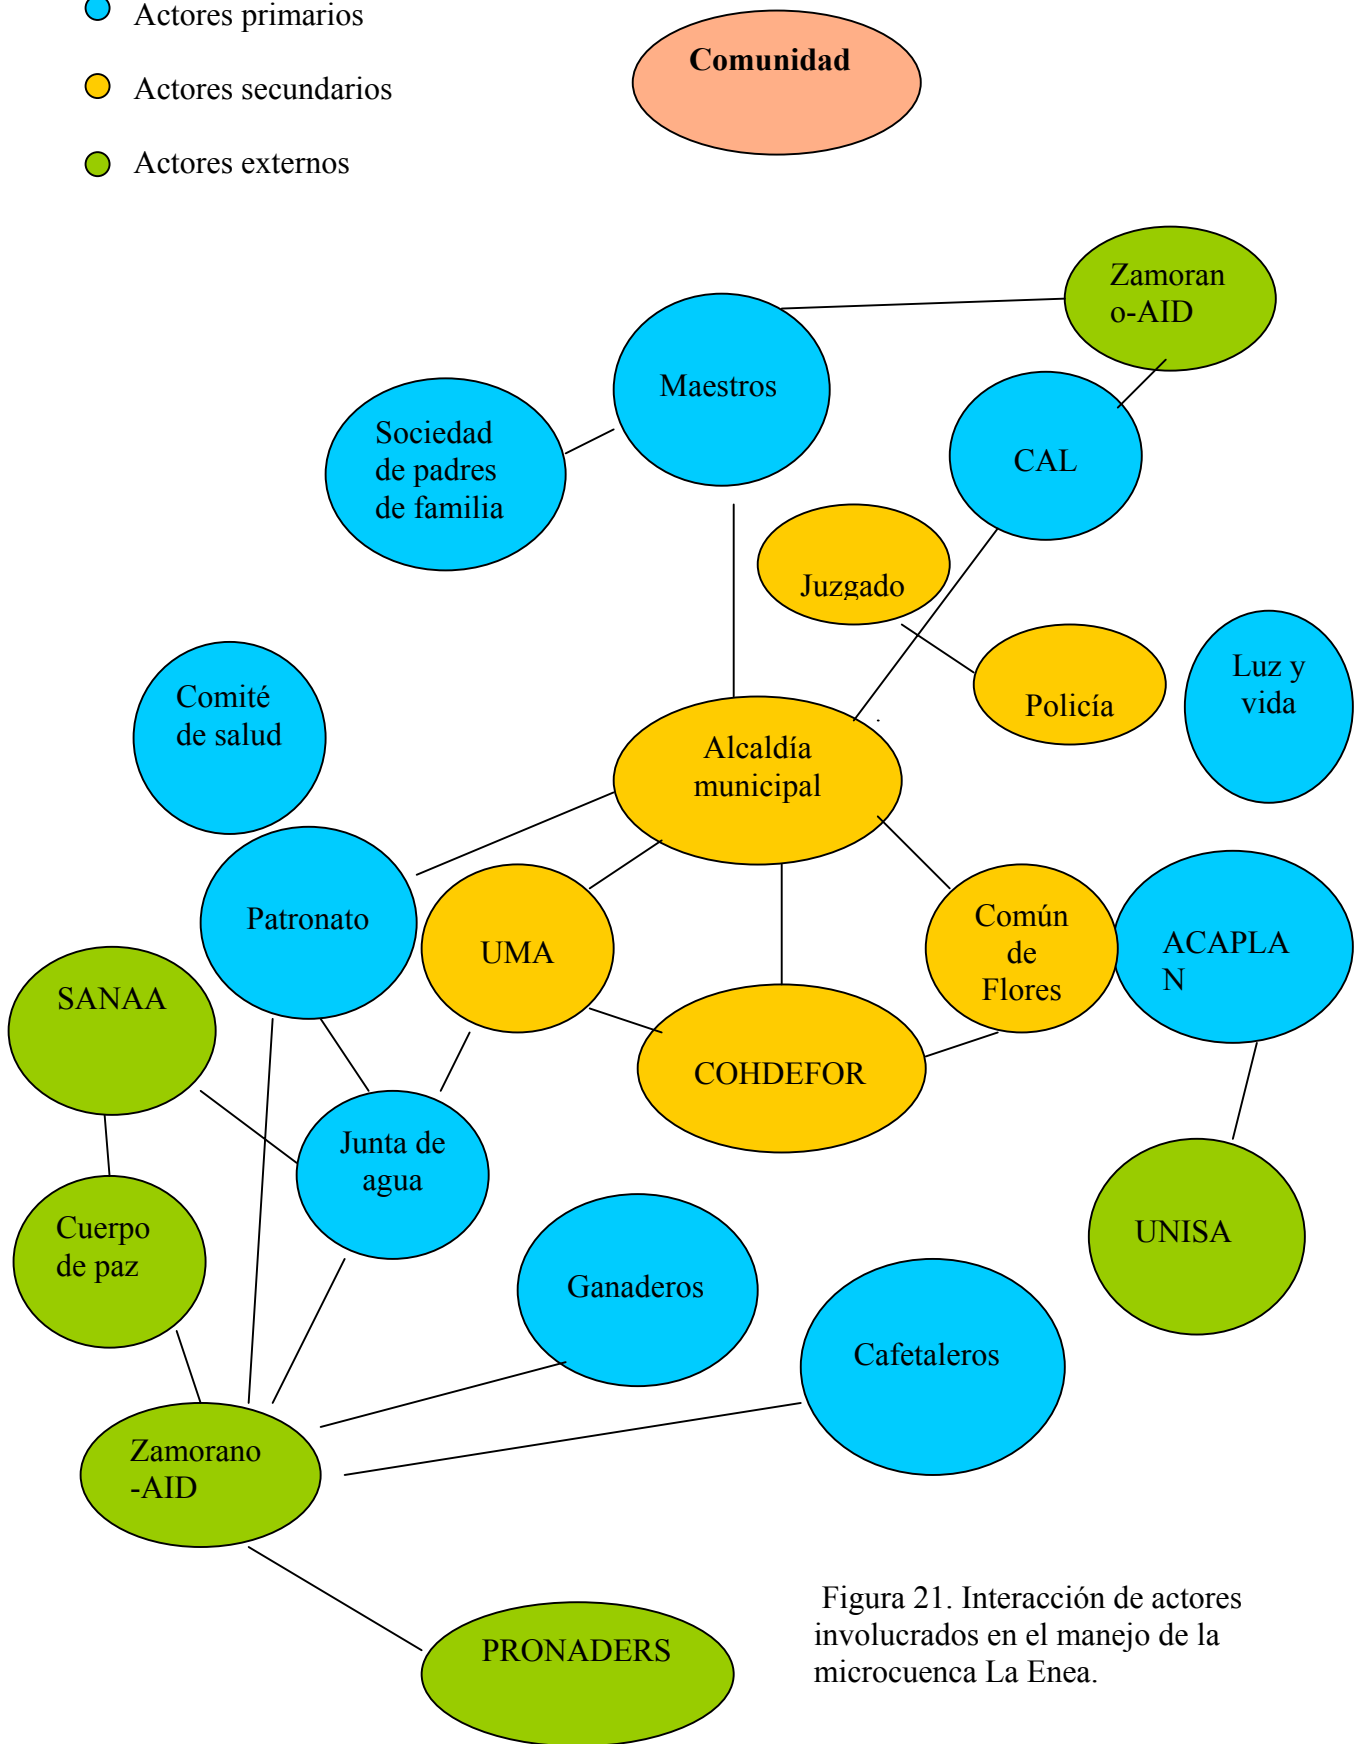 Actores primarios
Comunidad
Actores secundarios
Actores externos
Zamoran
o-AID
Maestros
Sociedad
de padres
de familia
CAL
Juzgado
Policía
Luz y
vida
Comité
de salud
Alcaldía
municipal
Patronato
UMA
Común
de
Flores
ACAPLA
N
SANAA
COHDEFOR
Junta de
agua
Cuerpo
de paz
UNISA
Ganaderos
Cafetaleros
Zamorano
-AID
PRONADERS
Figura 21. Interacción de actores
involucrados en el manejo de la
microcuenca La Enea.